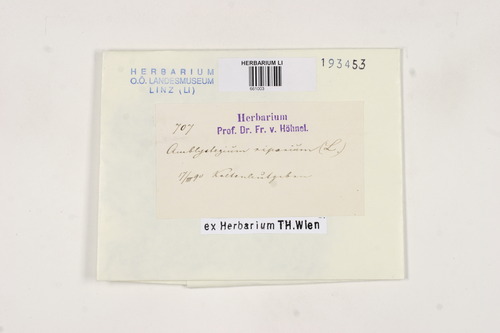 HERBARIUM
O.Ö. LANDESMUSEUM
LINZ (LI)
HERBARIUM LI
193453
Herbarium
Prof. Dr. Fr. v. Höhnel.
707
Amblystegium riparium (L.)
Kaltenleutgeben
ex Herbarium TH.Wien